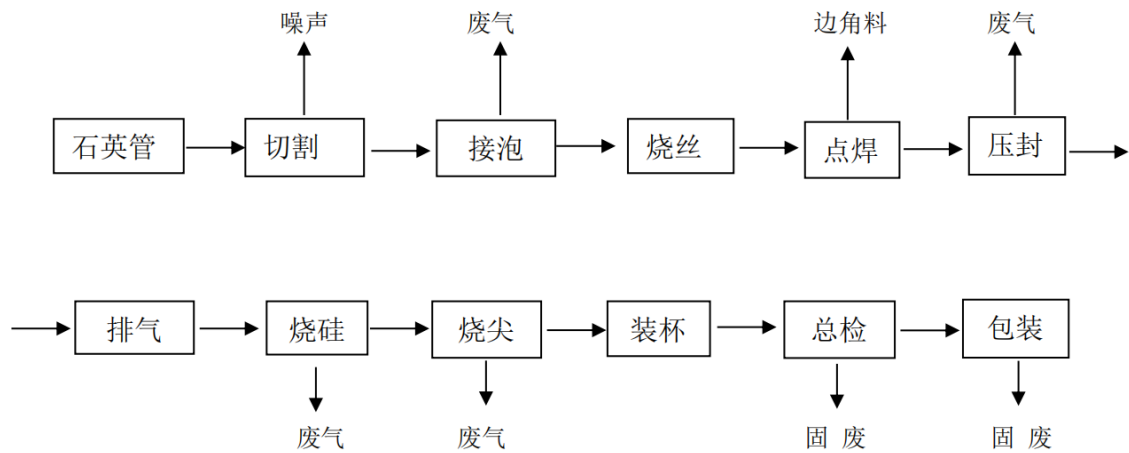 噪声 废气 边角料 废气
石英管 切割 接泡 烧丝 点焊 压封
排气 烧硅 烧尖 装杯 总检 包装
废气 废气 固 废 固 废